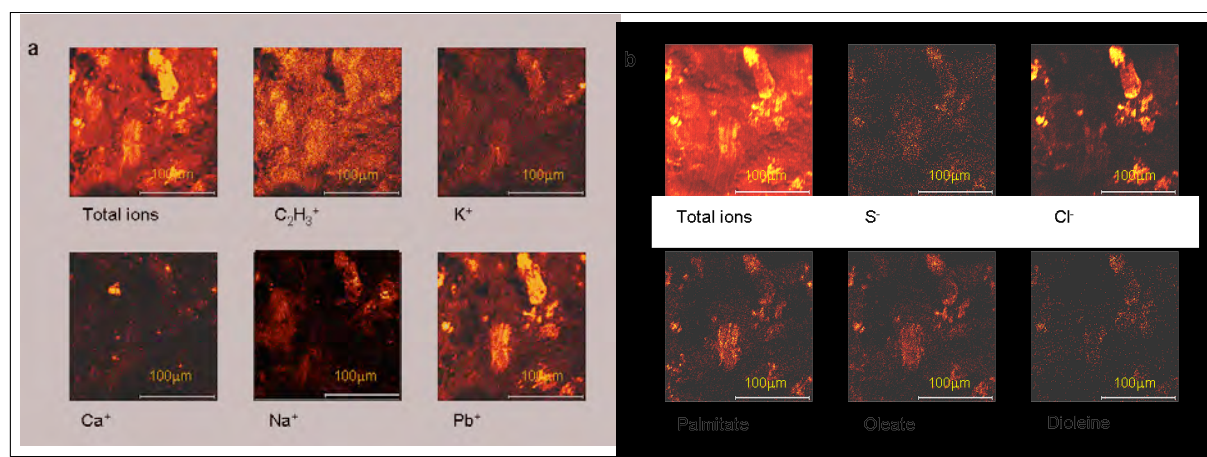 a
100μm 100μm 100μm
Total ions C₂H₃⁺ K⁺
100μm 100μm 100μm
Ca⁺ Na⁺ Pb⁺
b
100μm 100μm 100μm
Total ions S⁻ Cl⁻
100μm 100μm 100μm
Palmitate Oleate Dioleine